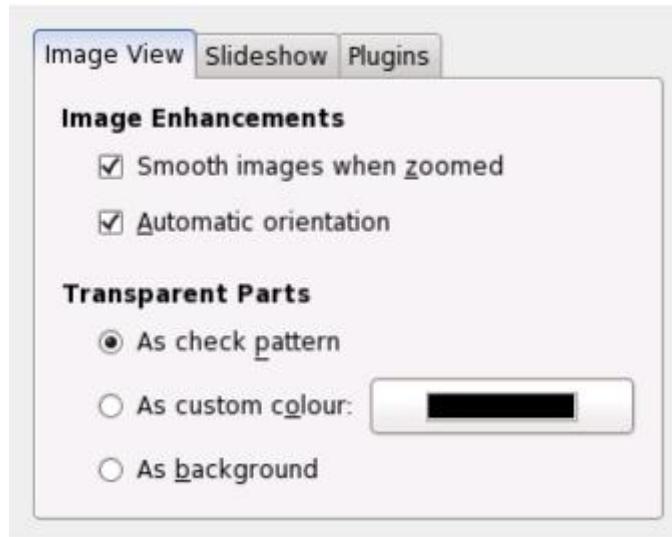 Image View Slideshow Plugins
Image Enhancements
Smooth images when zoomed
Automatic orientation
Transparent Parts
As check pattern
As custom colour:
As background